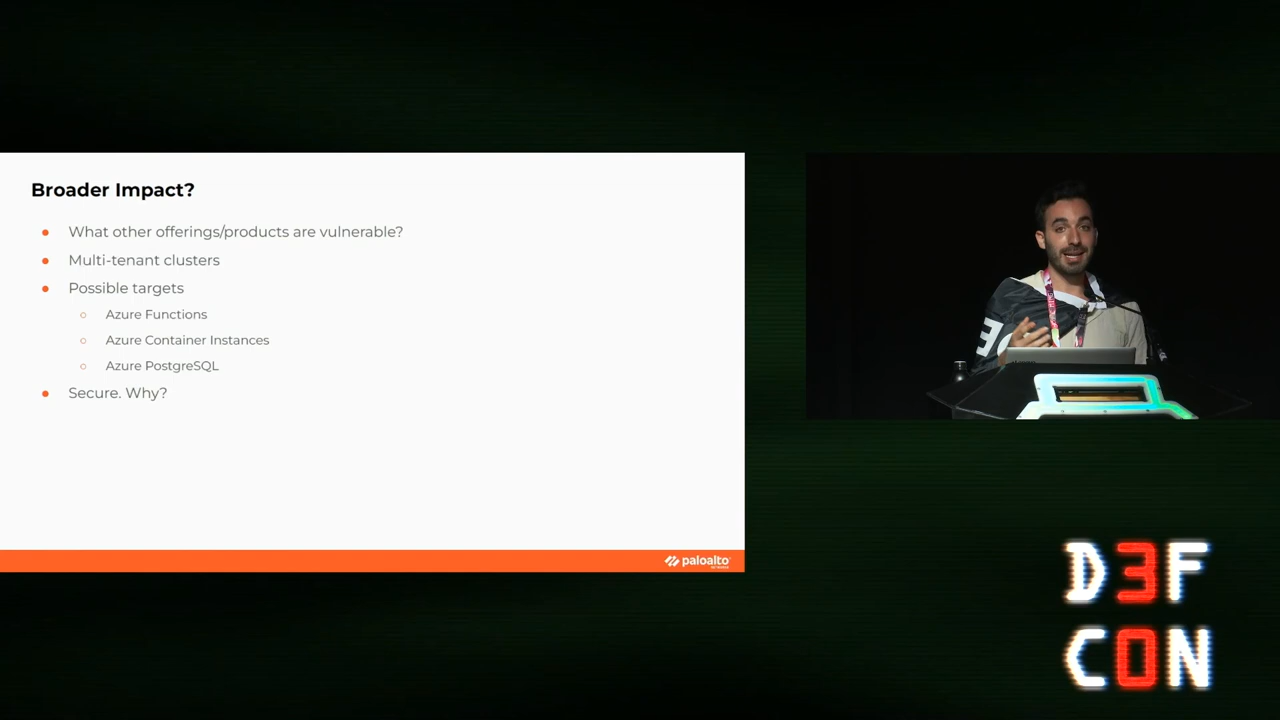 Broader Impact?
● What other offerings/products are vulnerable?
● Multi-tenant clusters
● Possible targets
○ Azure Functions
○ Azure Container Instances
○ Azure PostgreSQL
● Secure. Why?
paloalto
D3F
C0N